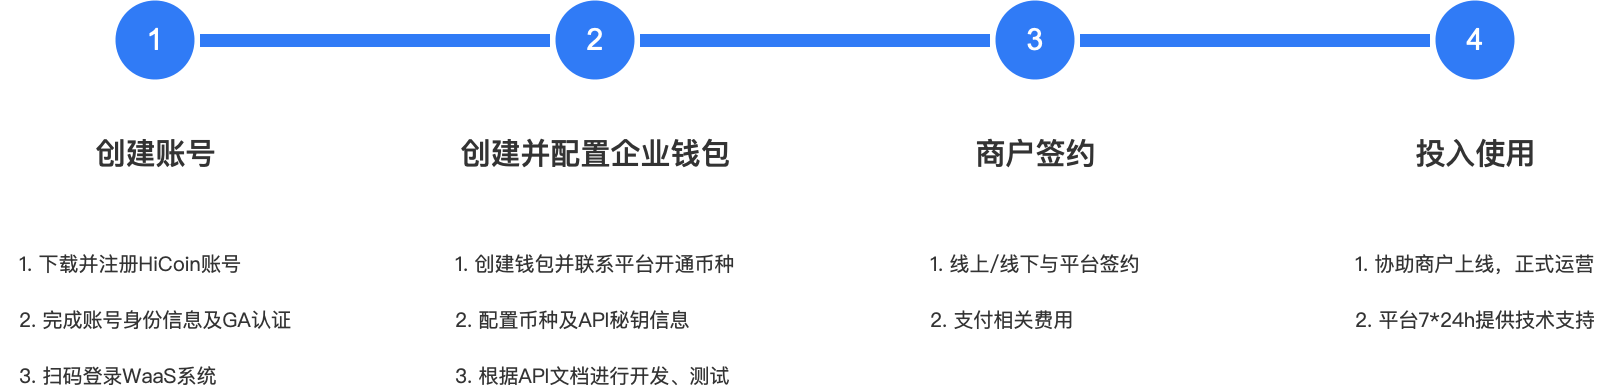 1
2
3
4
创建账号
创建并配置企业钱包
商户签约
投入使用
1. 下载并注册HiCoin账号
2. 完成账号身份信息及GA认证
3. 扫码登录WaaS系统
1. 创建钱包并联系平台开通币种
2. 配置币种及API秘钥信息
3. 根据API文档进行开发、测试
1. 线上/线下与平台签约
2. 支付相关费用
1. 协助商户上线，正式运营
2. 平台7*24h提供技术支持